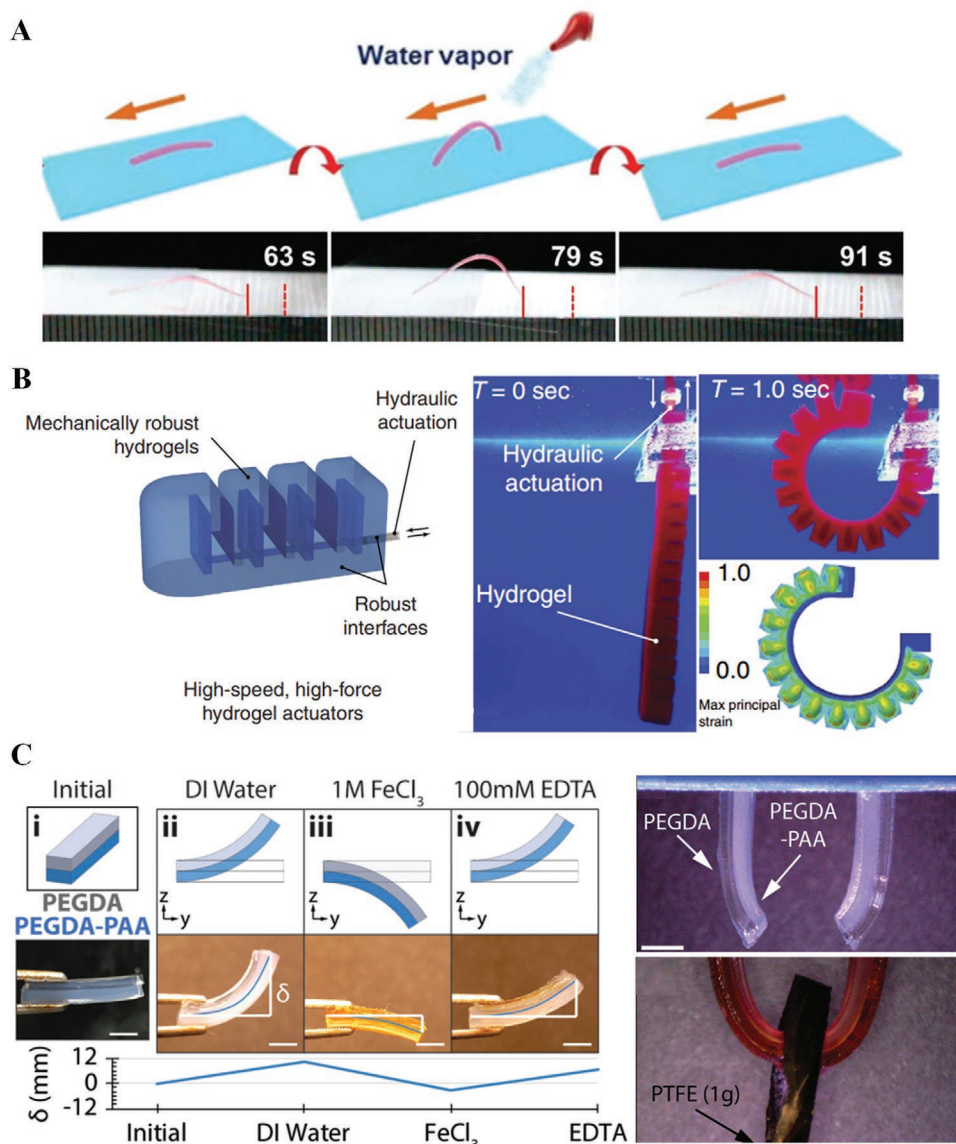 A
Water vapor
63 s
79 s
91 s
B
Mechanically robust
hydrogels
Hydraulic
actuation
Robust
interfaces
High-speed, high-force
hydrogel actuators
T = 0 sec
Hydraulic
actuation
Hydrogel
T = 1.0 sec
1.0
0.0
Max principal
strain
C
Initial
DI Water
1M FeCl₃
100mM EDTA
i
ii
iii
iv
PEGDA
PEGDA-PAA
z
y
z
y
z
y
δ
δ (mm)
12
0
-12
Initial
DI Water
FeCl₃
EDTA
PEGDA
PEGDA
-PAA
PTFE (1g)